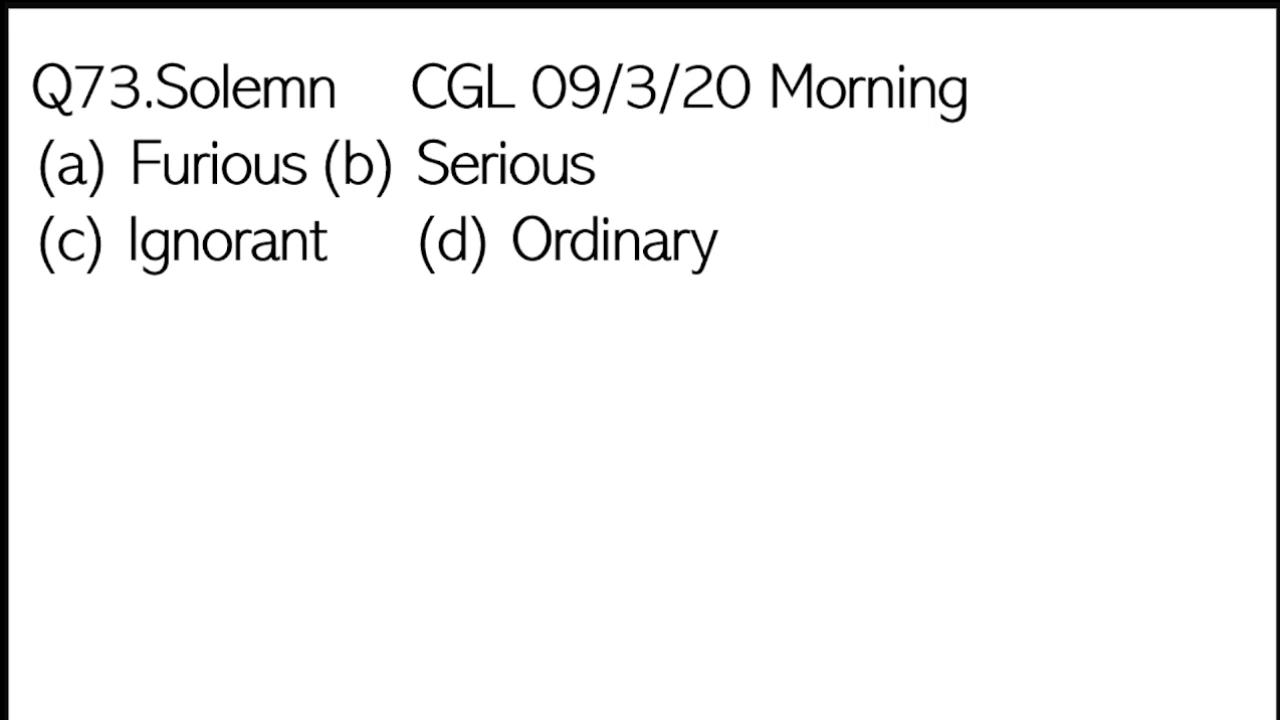 Q73.Solemn CGL 09/3/20 Morning
(a) Furious (b) Serious
(c) Ignorant (d) Ordinary